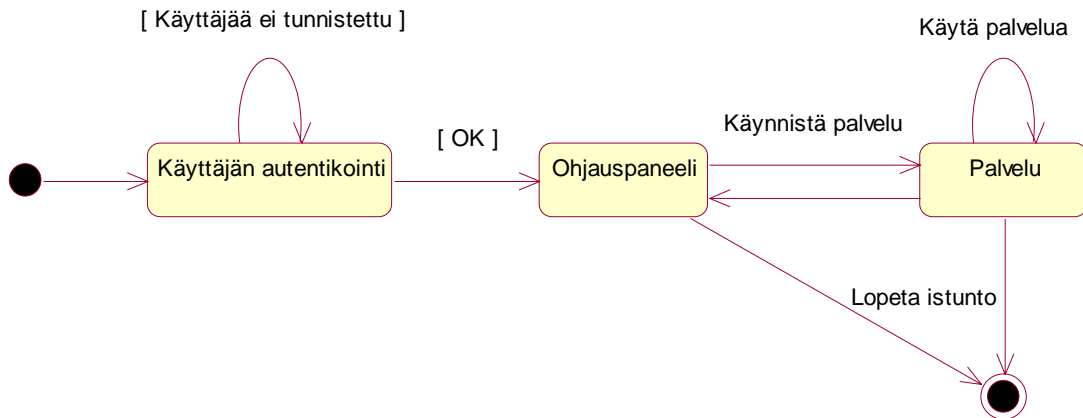 [ Käyttäjää ei tunnistettu ]
Käytä palvelua
[ OK ]
Käynnistä palvelu
Käyttäjän autentikointi
Ohjauspaneeli
Palvelu
Lopeta istunto